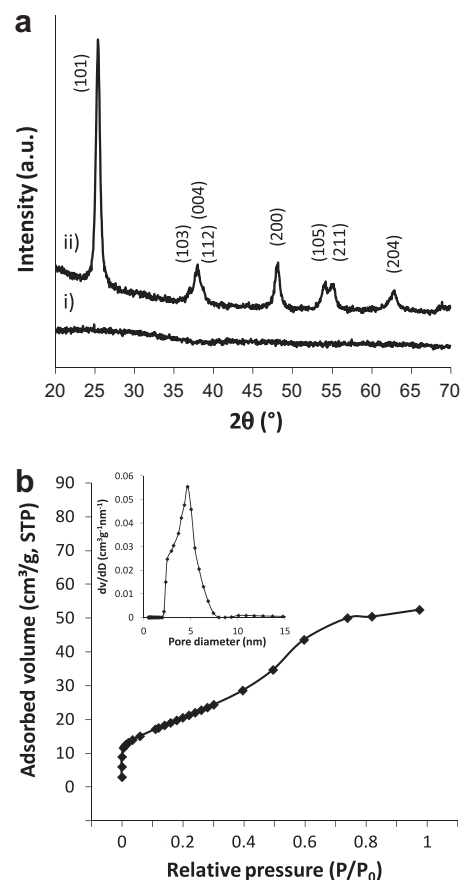 a
Intensity (a.u.)
(101)
(103)
(004)
(112)
(200)
(105)
(211)
(204)
ii)
i)
20 25 30 35 40 45 50 55 60 65 70
2θ (°)
b
Adsorbed volume (cm³/g, STP)
90
80
70
60
50
40
30
20
10
0
0 0.2 0.4 0.6 0.8 1
Relative pressure (P/P₀)
dv/dD (cm³g⁻¹nm⁻¹)
0.06
0.05
0.04
0.03
0.02
0.01
0
0 5 10 15
Pore diameter (nm)